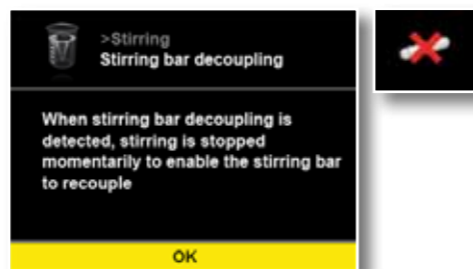 >Stirring
Stirring bar decoupling
When stirring bar decoupling is
detected, stirring is stopped
momentarily to enable the stirring bar
to recouple
OK